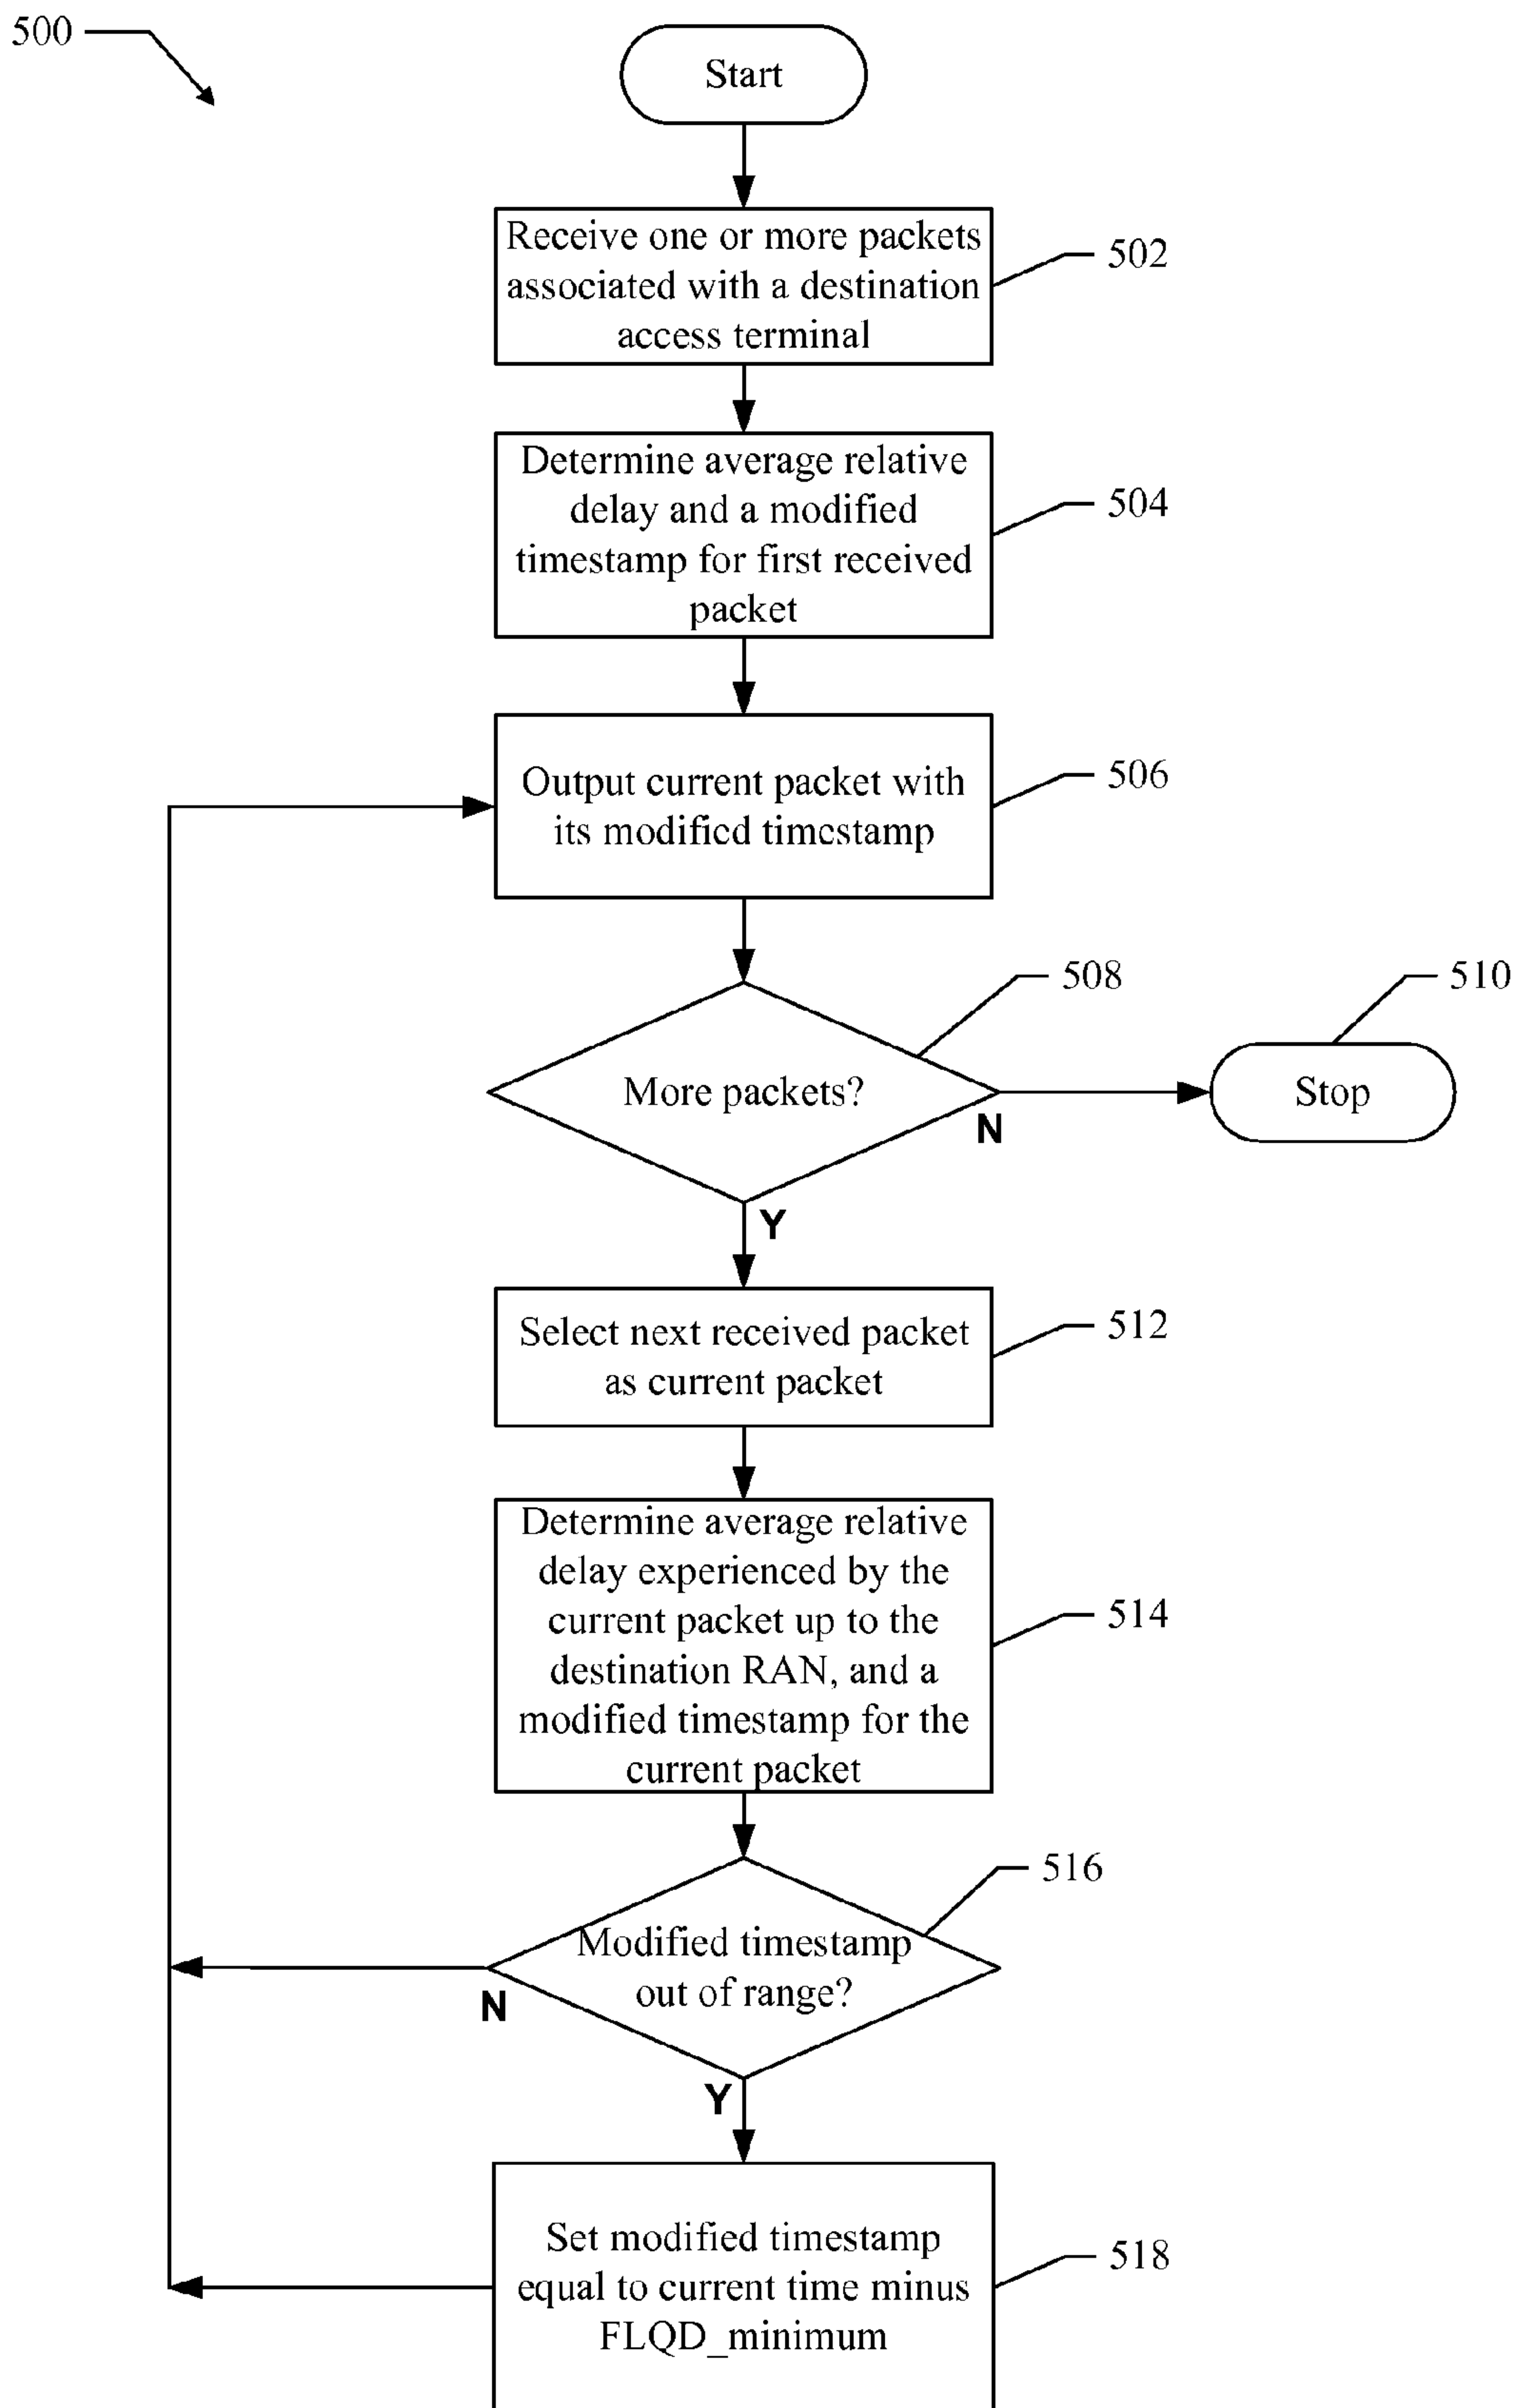 500
Start
Receive one or more packets
associated with a destination
access terminal
502
Determine average relative
delay and a modified
timestamp for first received
packet
504
Output current packet with
its modified timestamp
506
More packets?
508
N
Stop
510
Y
Select next received packet
as current packet
512
Determine average relative
delay experienced by the
current packet up to the
destination RAN, and a
modified timestamp for the
current packet
514
Modified timestamp
out of range?
516
N
Y
Set modified timestamp
equal to current time minus
FLQD_minimum
518